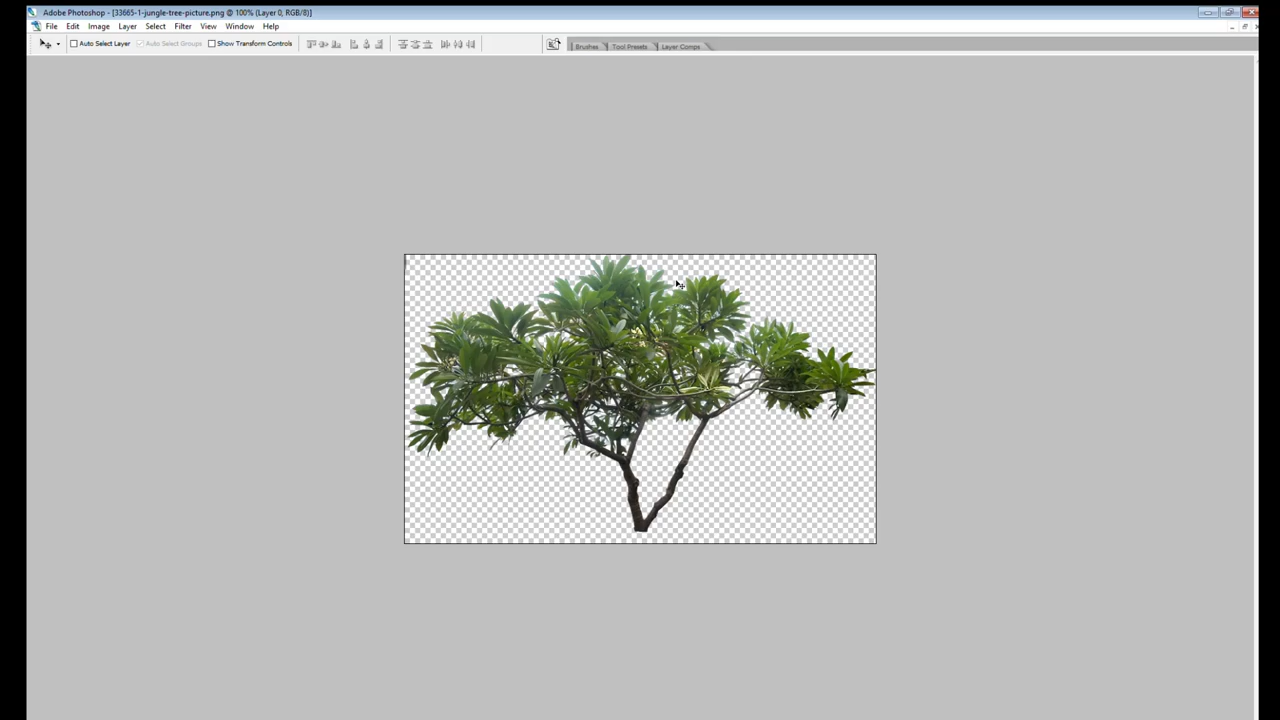 Adobe Photoshop - [33665-1-jungle-tree-picture.png @ 100% (Layer 0, RGB/8)]
File Edit Image Layer Select Filter View Window Help
Auto Select Layer Auto Select Groups Show Transform Controls Brushes Tool Presets Layer Comps